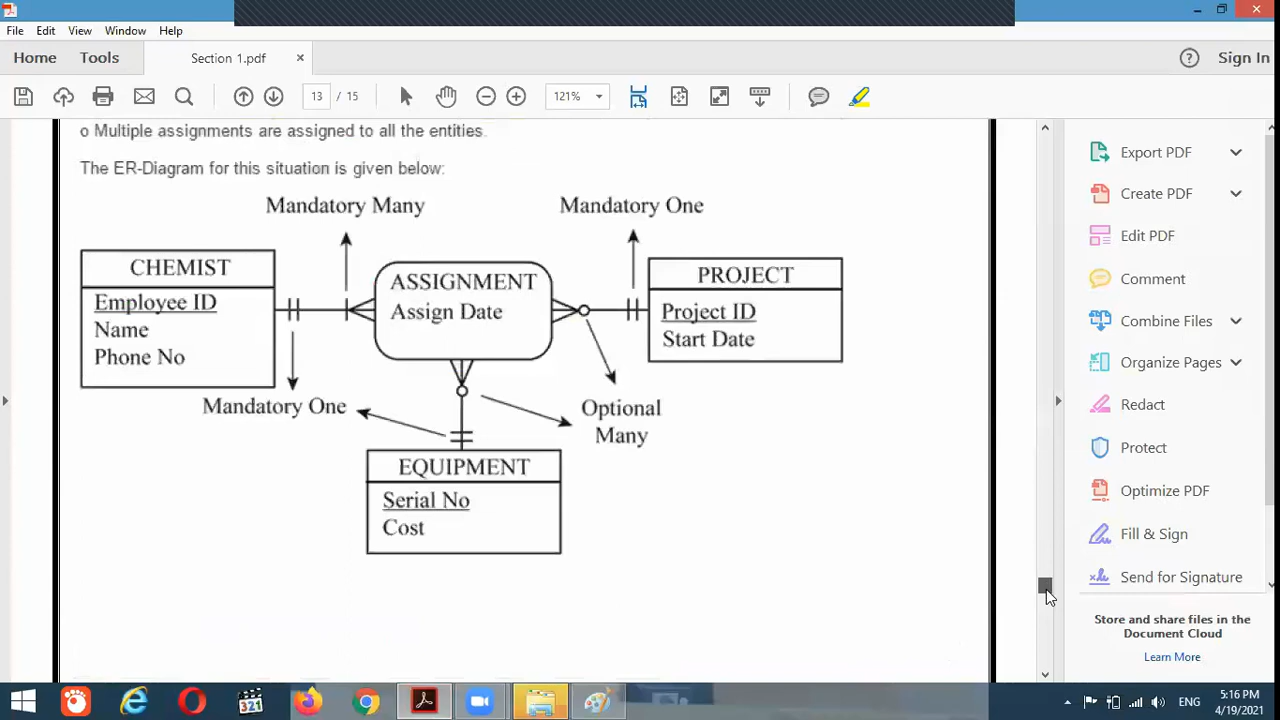 File Edit View Window Help
Home Tools Section 1.pdf × ? Sign In
13 / 15 121%
o Multiple assignments are assigned to all the entities.
The ER-Diagram for this situation is given below:
Mandatory Many
Mandatory One
CHEMIST
Employee ID
Name
Phone No
ASSIGNMENT
Assign Date
PROJECT
Project ID
Start Date
Mandatory One
Optional
Many
EQUIPMENT
Serial No
Cost
Export PDF
Create PDF
Edit PDF
Comment
Combine Files
Organize Pages
Redact
Protect
Optimize PDF
Fill & Sign
Send for Signature
Store and share files in the
Document Cloud
Learn More
321
ENG
5:16 PM
4/19/2021